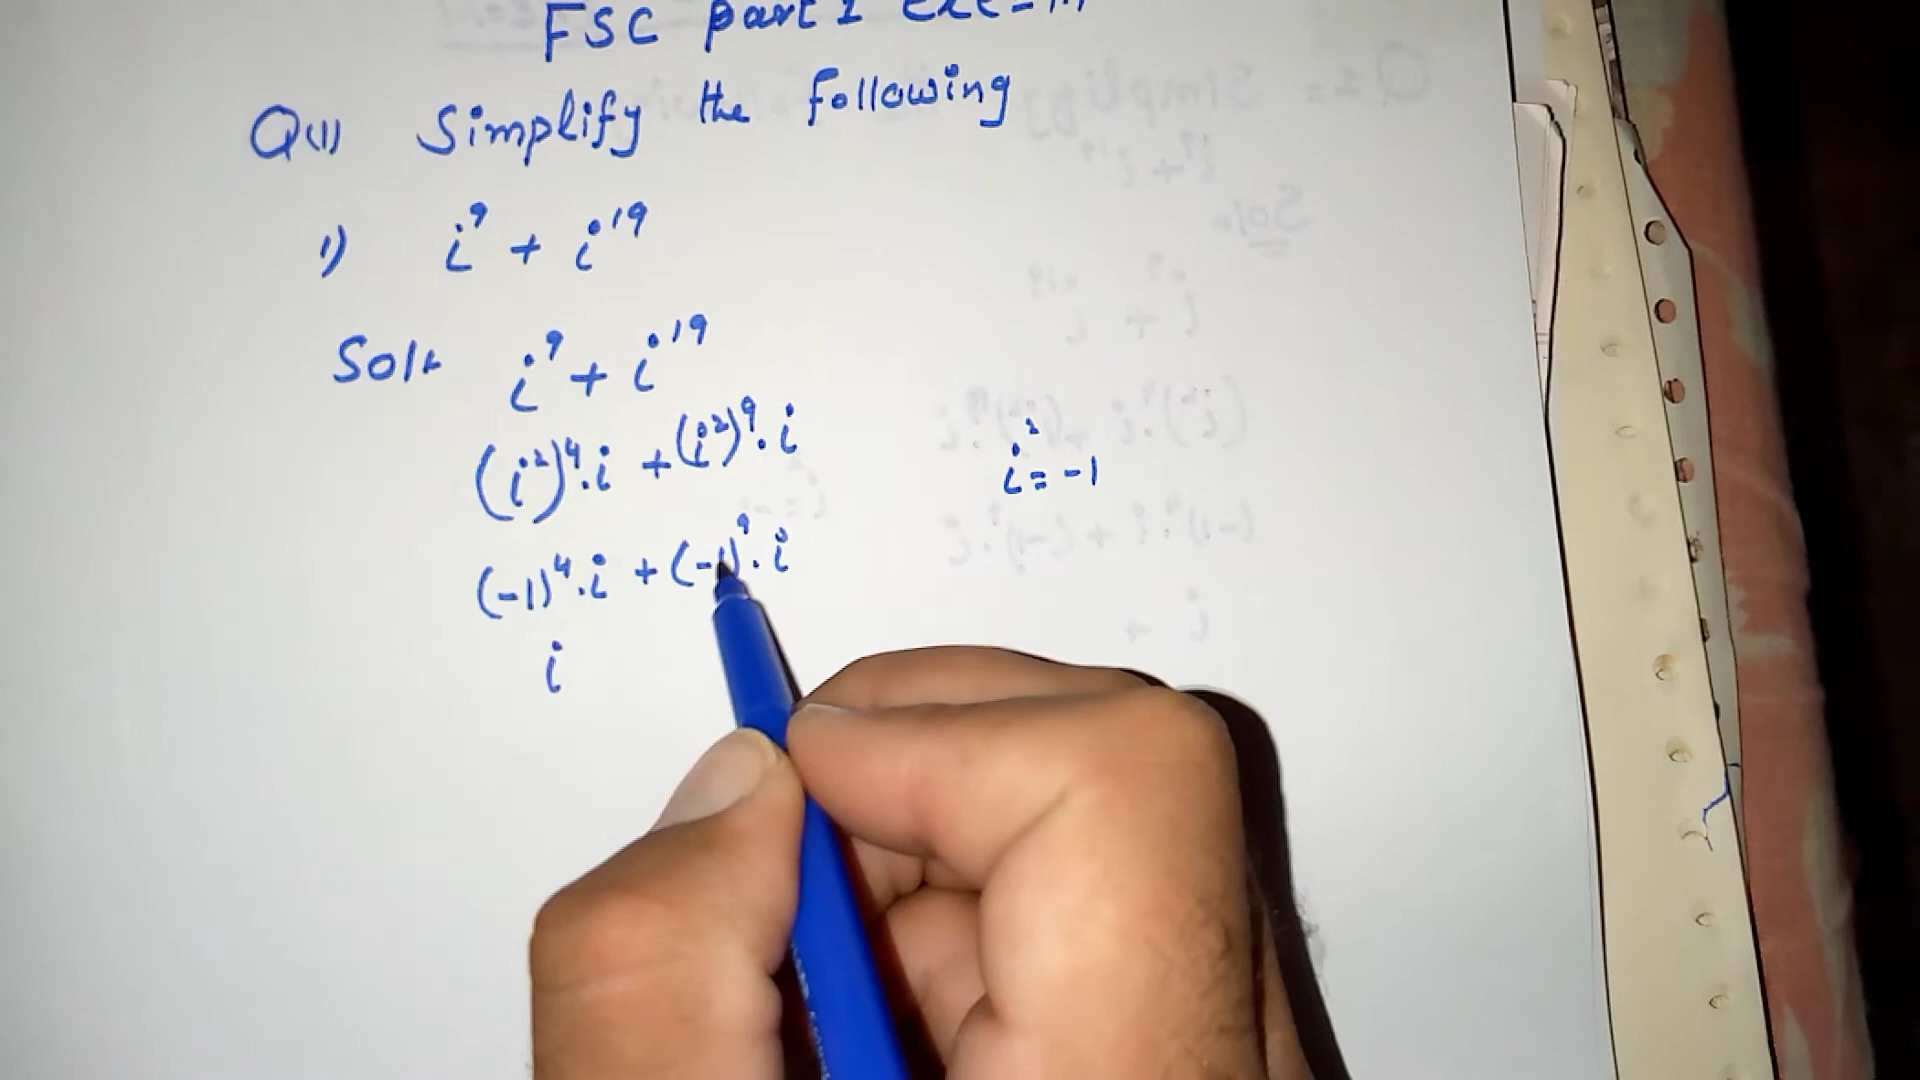 FSC part 1
Q(1) Simplify the following
1) i⁹ + i¹⁹
Sol:- i⁹ + i¹⁹
(i²)⁴.i + (i²)⁹.i
i² = -1
(-1)⁴.i + (-1)⁹.i
i